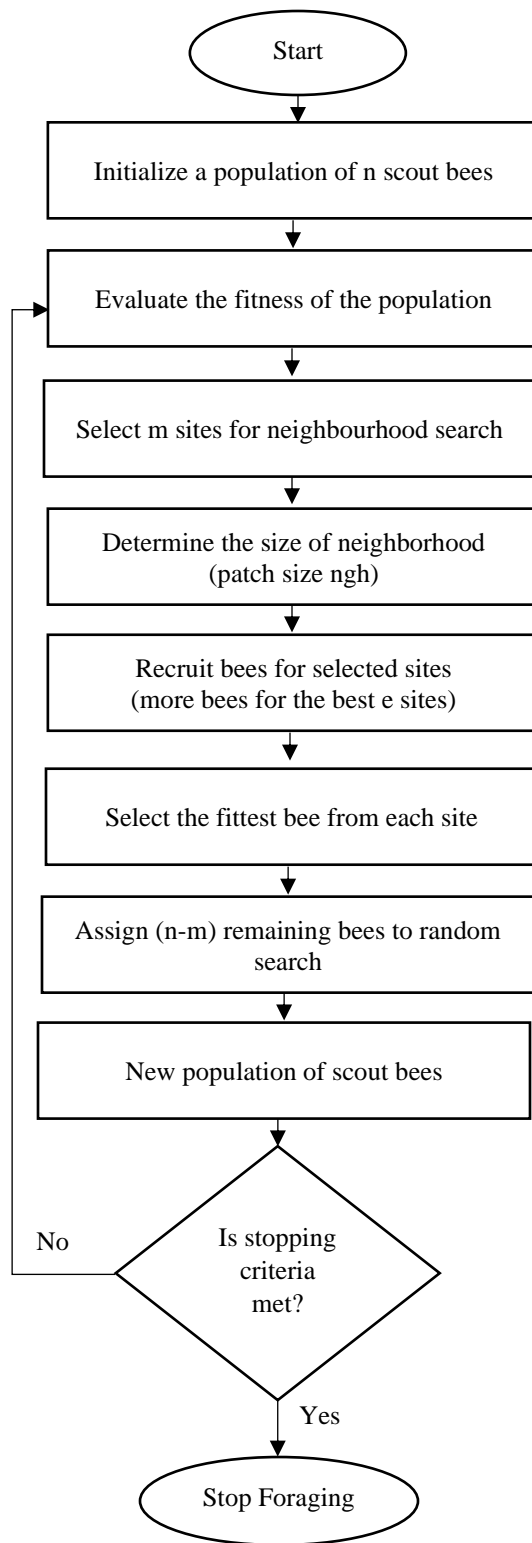 Start
Initialize a population of n scout bees
Evaluate the fitness of the population
Select m sites for neighbourhood search
Determine the size of neighborhood
(patch size ngh)
Recruit bees for selected sites
(more bees for the best e sites)
Select the fittest bee from each site
Assign (n-m) remaining bees to random
search
New population of scout bees
No
Is stopping
criteria
met?
Yes
Stop Foraging